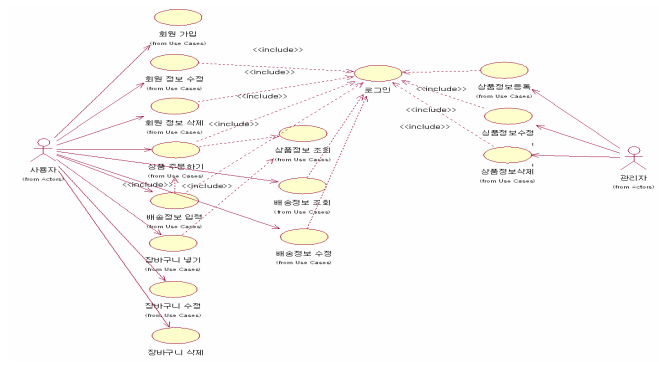 회원 가입
(from Use Cases)
<<include>>
회원 정보 수정
(from Use Cases)
<<include>>
로그인
상품정보등록
(from Use Cases)
<<include>>
<<include>>
회원 정보 삭제
(from Use Cases)
<<include>>
상품정보수정
(from Use Cases)
<<include>>
사용자
(from Actors)
상품 주문하기
(from Use Cases)
상품정보 조회
(from Use Cases)
상품정보삭제
(from Use Cases)
관리자
(from Actors)
<<include>>
<<include>>
배송정보 입력
(from Use Cases)
배송정보 조회
(from Use Cases)
장바구니 넣기
(from Use Cases)
배송정보 수정
(from Use Cases)
장바구니 수정
(from Use Cases)
장바구니 삭제